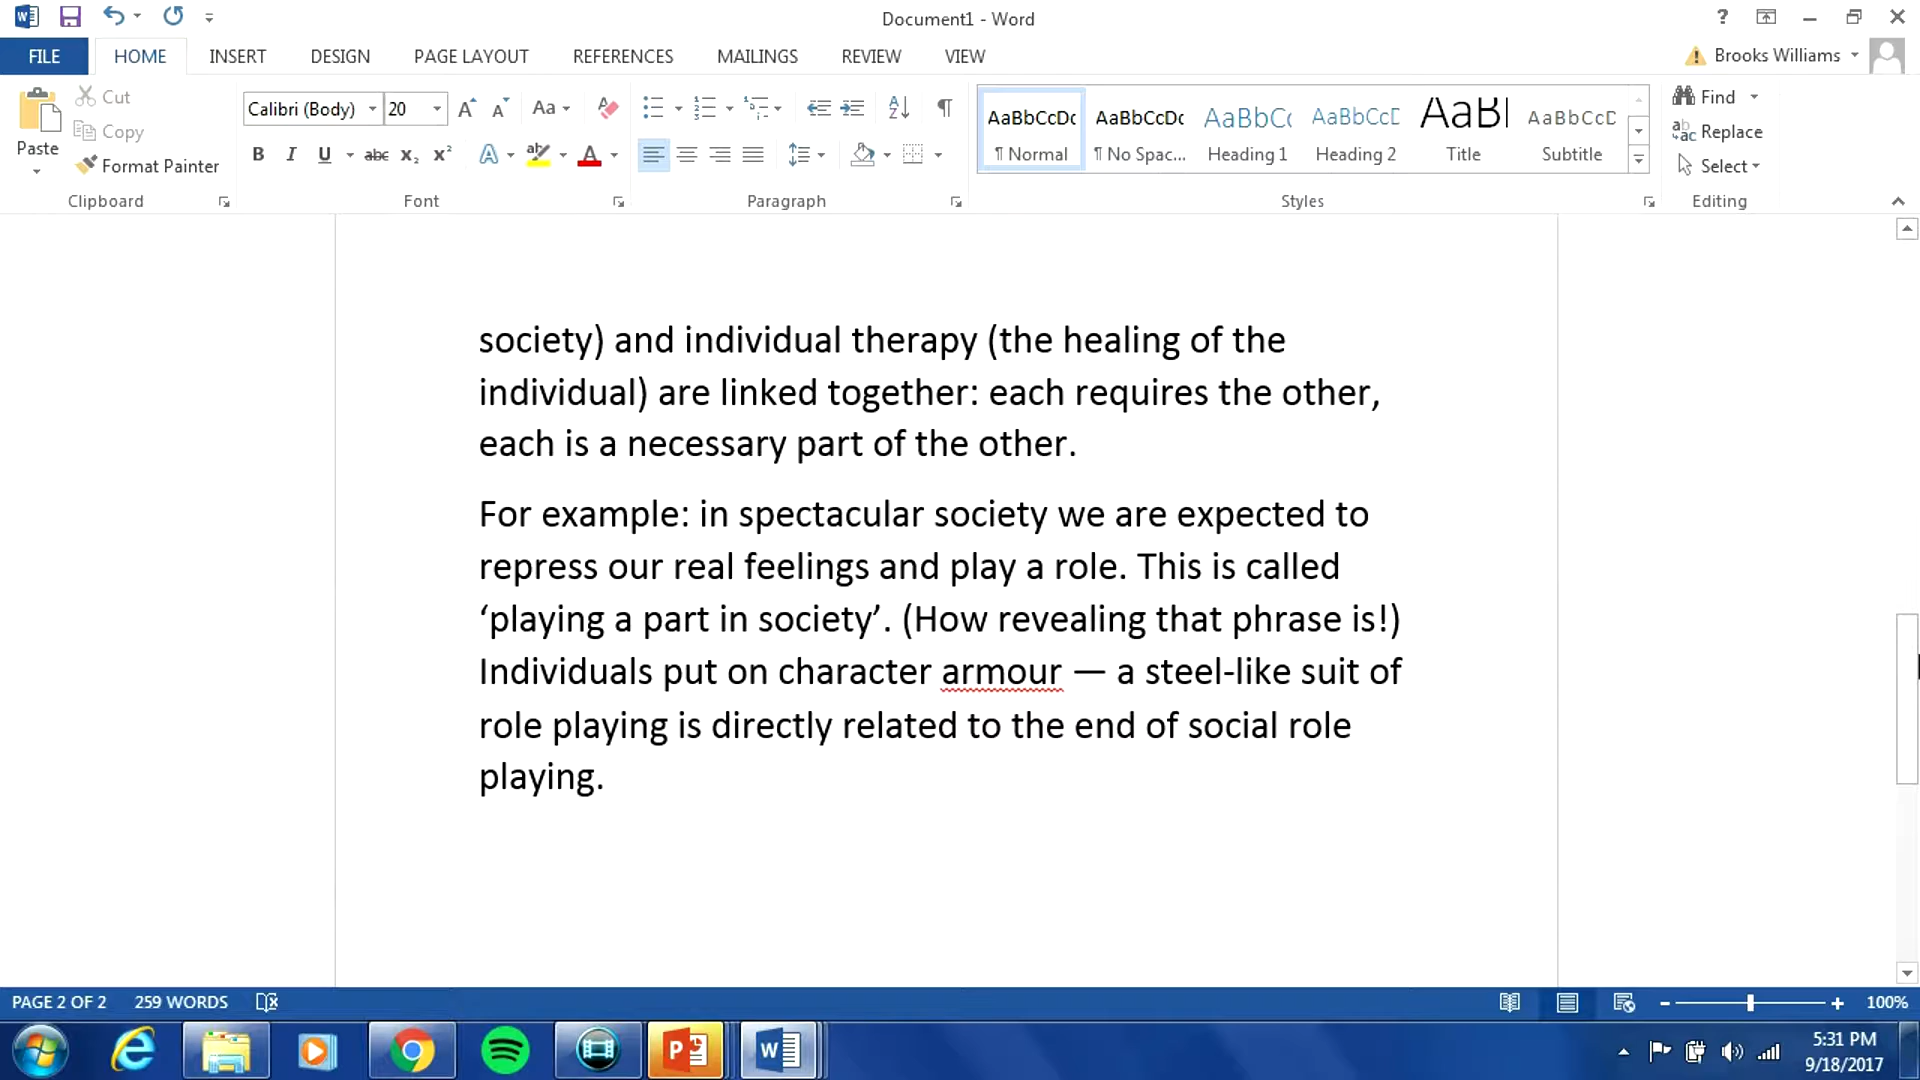 Document1 - Word
?
FILE HOME INSERT DESIGN PAGE LAYOUT REFERENCES MAILINGS REVIEW VIEW Brooks Williams
Paste Cut Copy Format Painter
Calibri (Body) 20 Aa
B I U abc x₂ x² A ab A
AaBbCcDc AaBbCcDc AaBbCc AaBbCcD AaBl AaBbCcD
¶ Normal ¶ No Spac... Heading 1 Heading 2 Title Subtitle
Find
Replace
Select
Clipboard Font Paragraph Styles Editing
society) and individual therapy (the healing of the
individual) are linked together: each requires the other,
each is a necessary part of the other.
For example: in spectacular society we are expected to
repress our real feelings and play a role. This is called
‘playing a part in society’. (How revealing that phrase is!)
Individuals put on character armour — a steel-like suit of
role playing is directly related to the end of social role
playing.
PAGE 2 OF 2 259 WORDS 100%
5:31 PM
9/18/2017